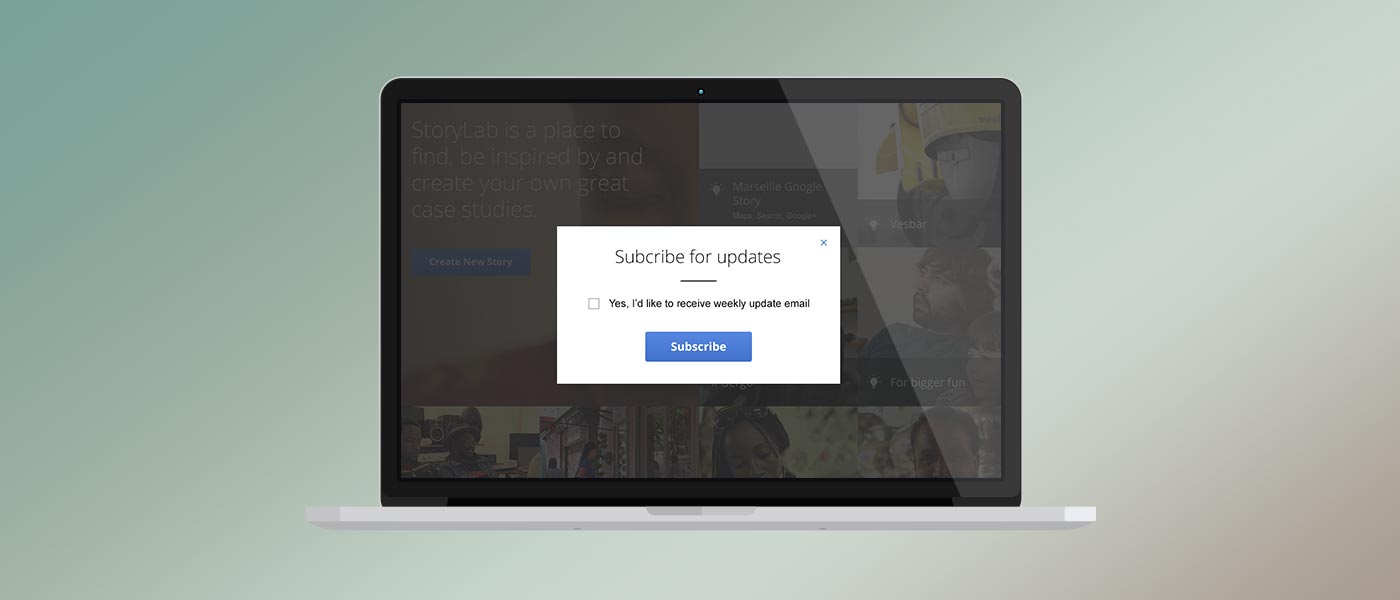 StoryLab is a place to
find, be inspired by and
create your own great
case studies.
Create New Story
Marseille Google
Story
Maps, Search, Google+
Vesbar
Subcribe for updates
Yes, I'd like to receive weekly update email
Subscribe
For bigger fun